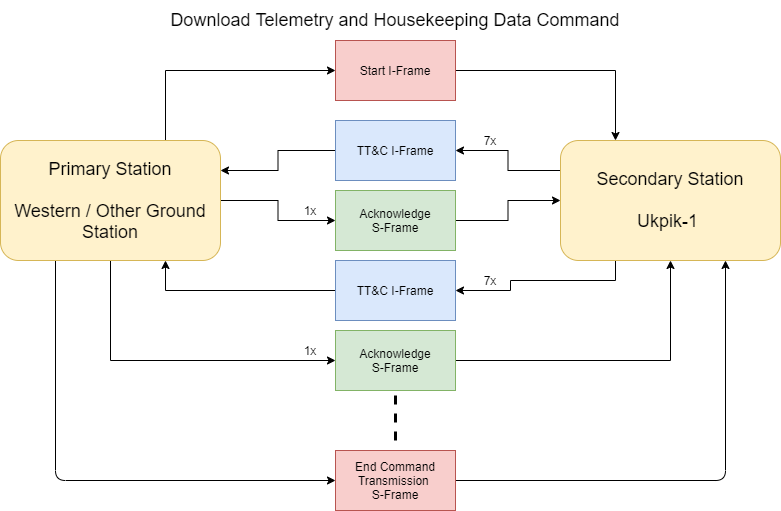 Download Telemetry and Housekeeping Data Command
Start I-Frame
TT&C I-Frame
7x
Primary Station
Western / Other Ground
Station
Secondary Station
Ukpik-1
1x
Acknowledge
S-Frame
TT&C I-Frame
7x
1x
Acknowledge
S-Frame
End Command
Transmission
S-Frame